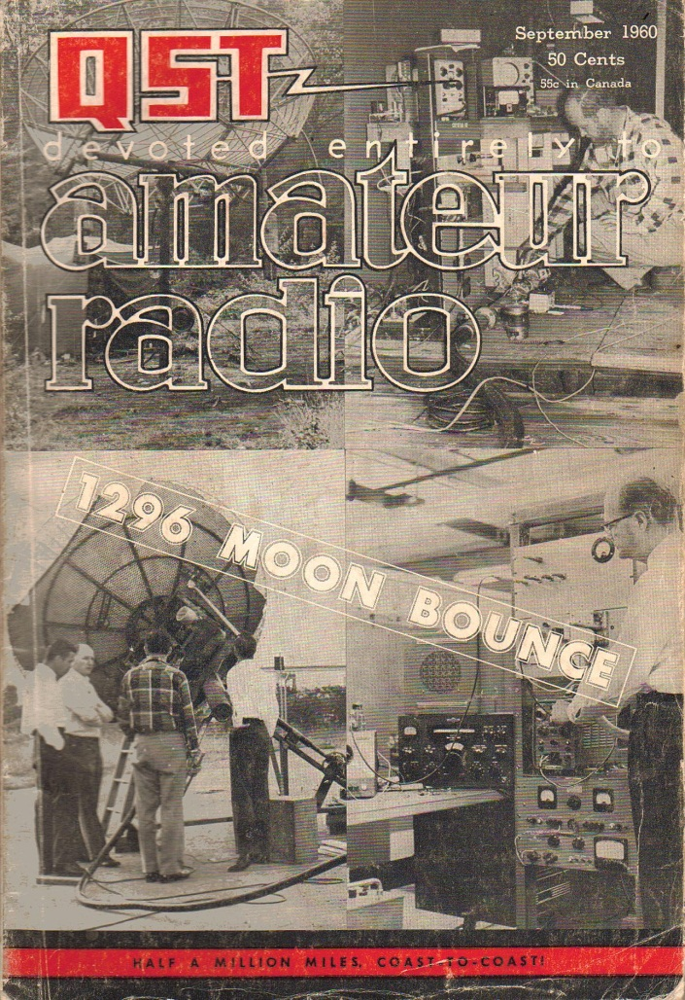 QST
September 1960
50 Cents
55c in Canada
devoted entirely to
amateur
radio
1296 MOON BOUNCE
HALF A MILLION MILES, COAST-TO-COAST!